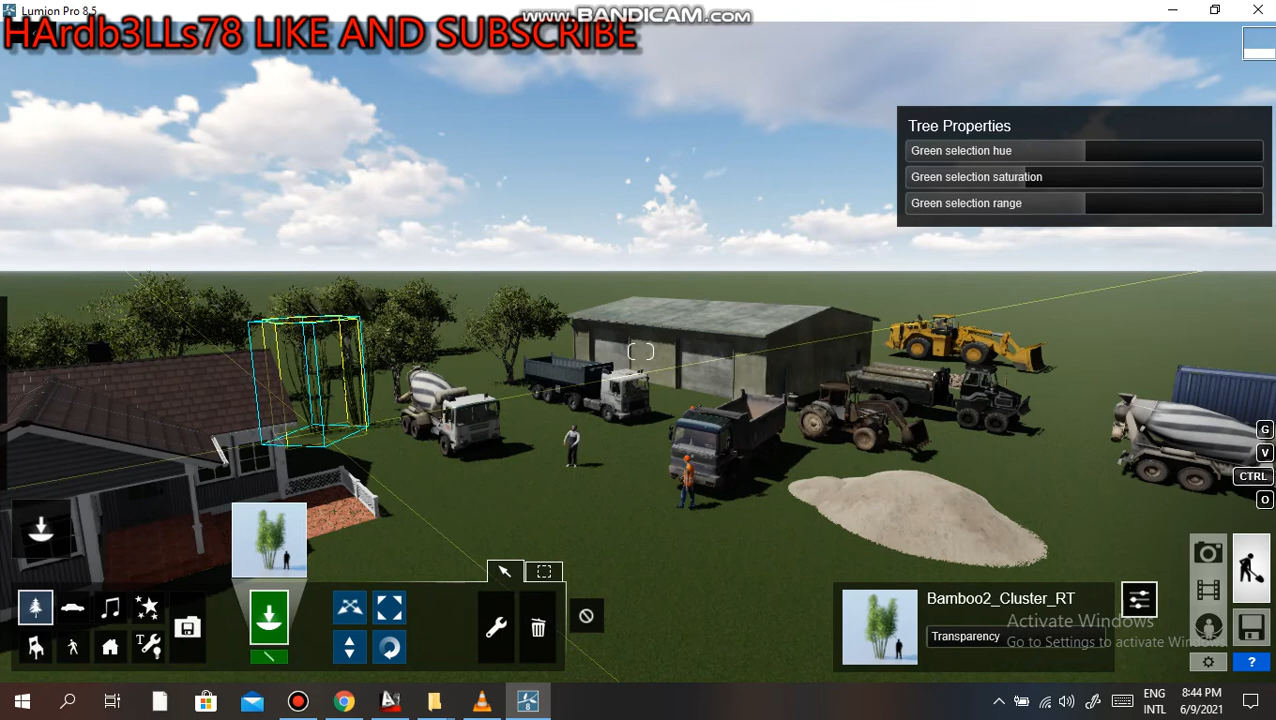 Lumion Pro 8.5
www.BANDICAM.com
HArdb3LLs78 LIKE AND SUBSCRIBE
Tree Properties
Green selection hue
Green selection saturation
Green selection range
G
V
CTRL
O
Bamboo2_Cluster_RT
Transparency
Activate Windows
Go to Settings to activate Windows.
T
?
8
ENG
INTL
8:44 PM
6/9/2021